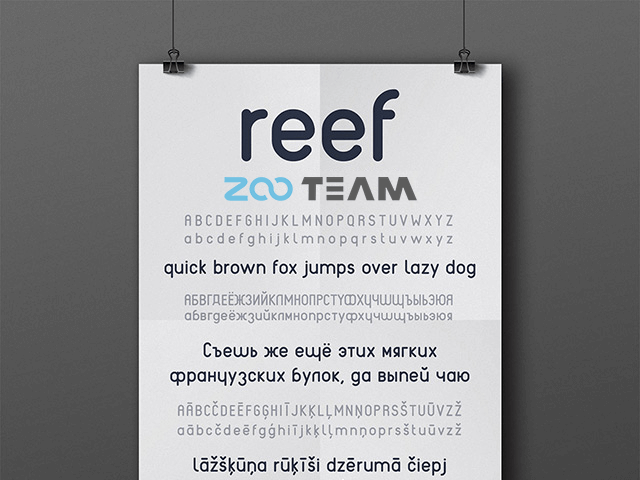 reef
ZOO TEAM
ABCDEFGHIJKLMNOPQRSTUVWXYZ
abcdefghijklmnopqrstuvwxyz
quick brown fox jumps over lazy dog
АБВГДЕЁЖЗИЙКЛМНОПРСТУФХЦЧШЩЪЫЬЭЮЯ
абвгдеёжзийклмнопрстуфхцчшщъыьэюя
Съешь же ещё этих мягких
французских булок, да выпей чаю
AĀBCČDEĒFGĢHIĪJKĶLĻMNŅOPRSŠTUŪVZŽ
aābcčdeēfgģhiījkķlļmnņoprsštuūvzž
lāžšķūņa rūķīši dzērumā čiepj